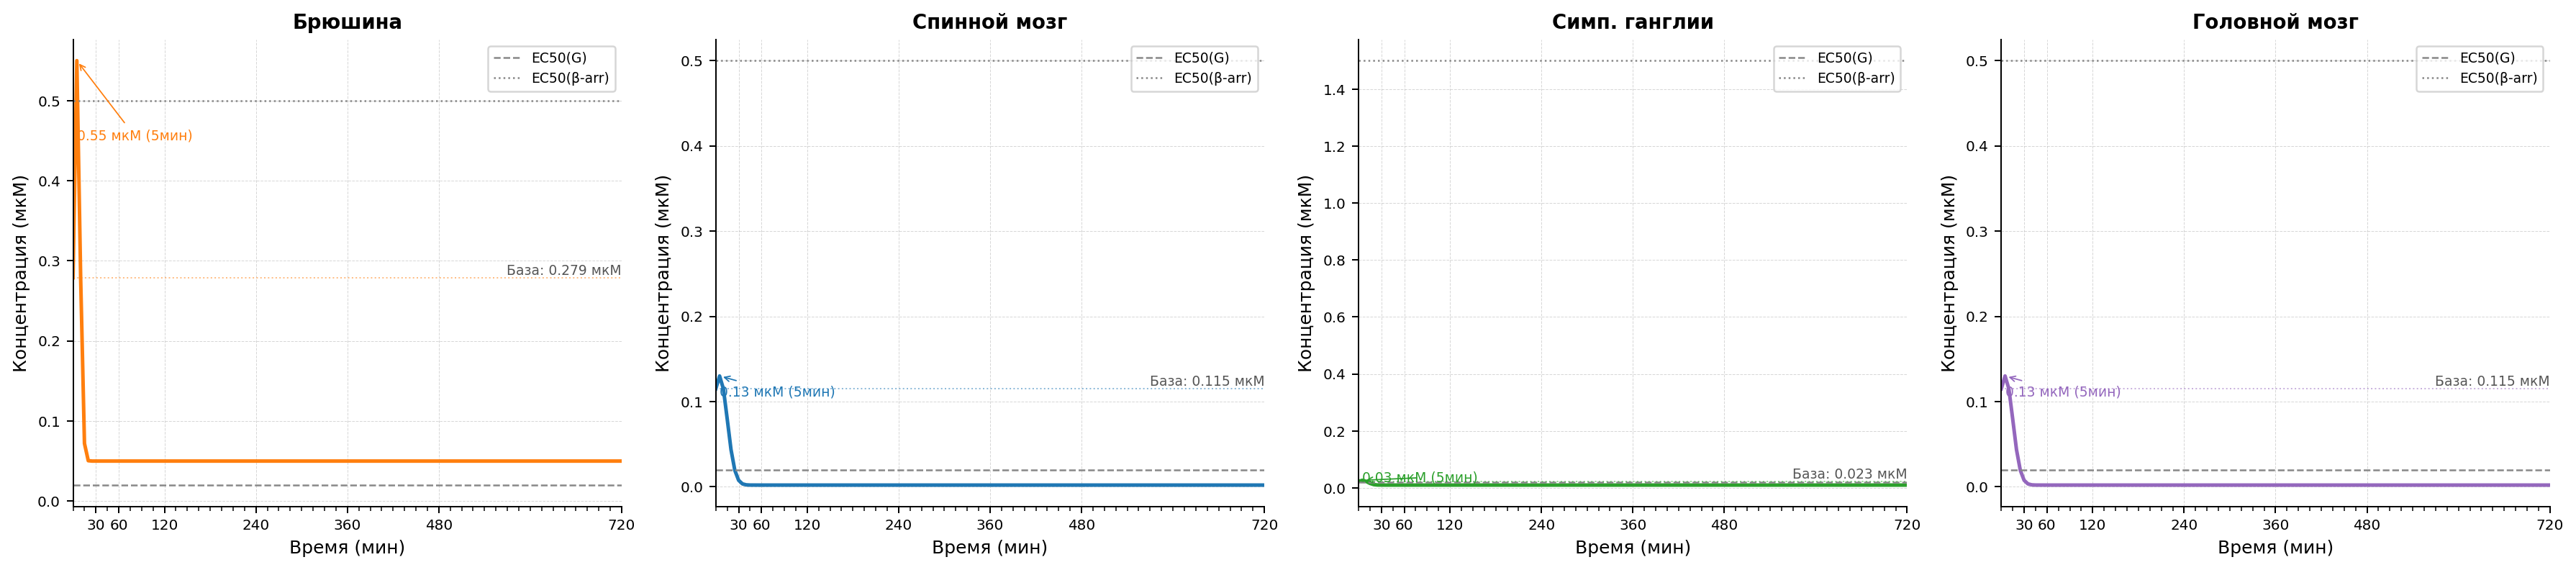 Брюшина
EC50(G)
EC50(β-arr)
0.55 мкМ (5мин)
База: 0.279 мкМ
Концентрация (мкМ)
0.5
0.4
0.3
0.2
0.1
0.0
30 60 120 240 360 480 720
Время (мин)
Спинной мозг
EC50(G)
EC50(β-arr)
0.13 мкМ (5мин)
База: 0.115 мкМ
Концентрация (мкМ)
0.5
0.4
0.3
0.2
0.1
0.0
30 60 120 240 360 480 720
Время (мин)
Симп. ганглии
EC50(G)
EC50(β-arr)
0.03 мкМ (5мин)
База: 0.023 мкМ
Концентрация (мкМ)
1.4
1.2
1.0
0.8
0.6
0.4
0.2
0.0
30 60 120 240 360 480 720
Время (мин)
Головной мозг
EC50(G)
EC50(β-arr)
0.13 мкМ (5мин)
База: 0.115 мкМ
Концентрация (мкМ)
0.5
0.4
0.3
0.2
0.1
0.0
30 60 120 240 360 480 720
Время (мин)